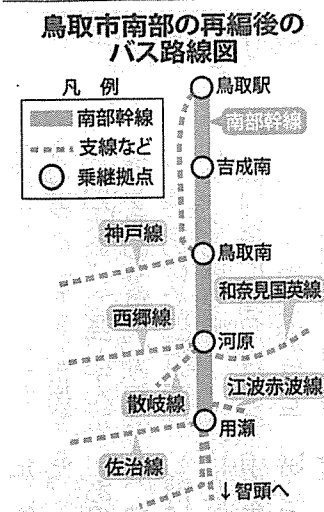 鳥取市南部の再編後の
バス路線図
凡例
南部幹線
支線など
乗継拠点
鳥取駅
南部幹線
吉成南
神戸線
鳥取南
和奈見国英線
西郷線
河原
散岐線
江波赤波線
用瀬
佐治線
↓智頭へ